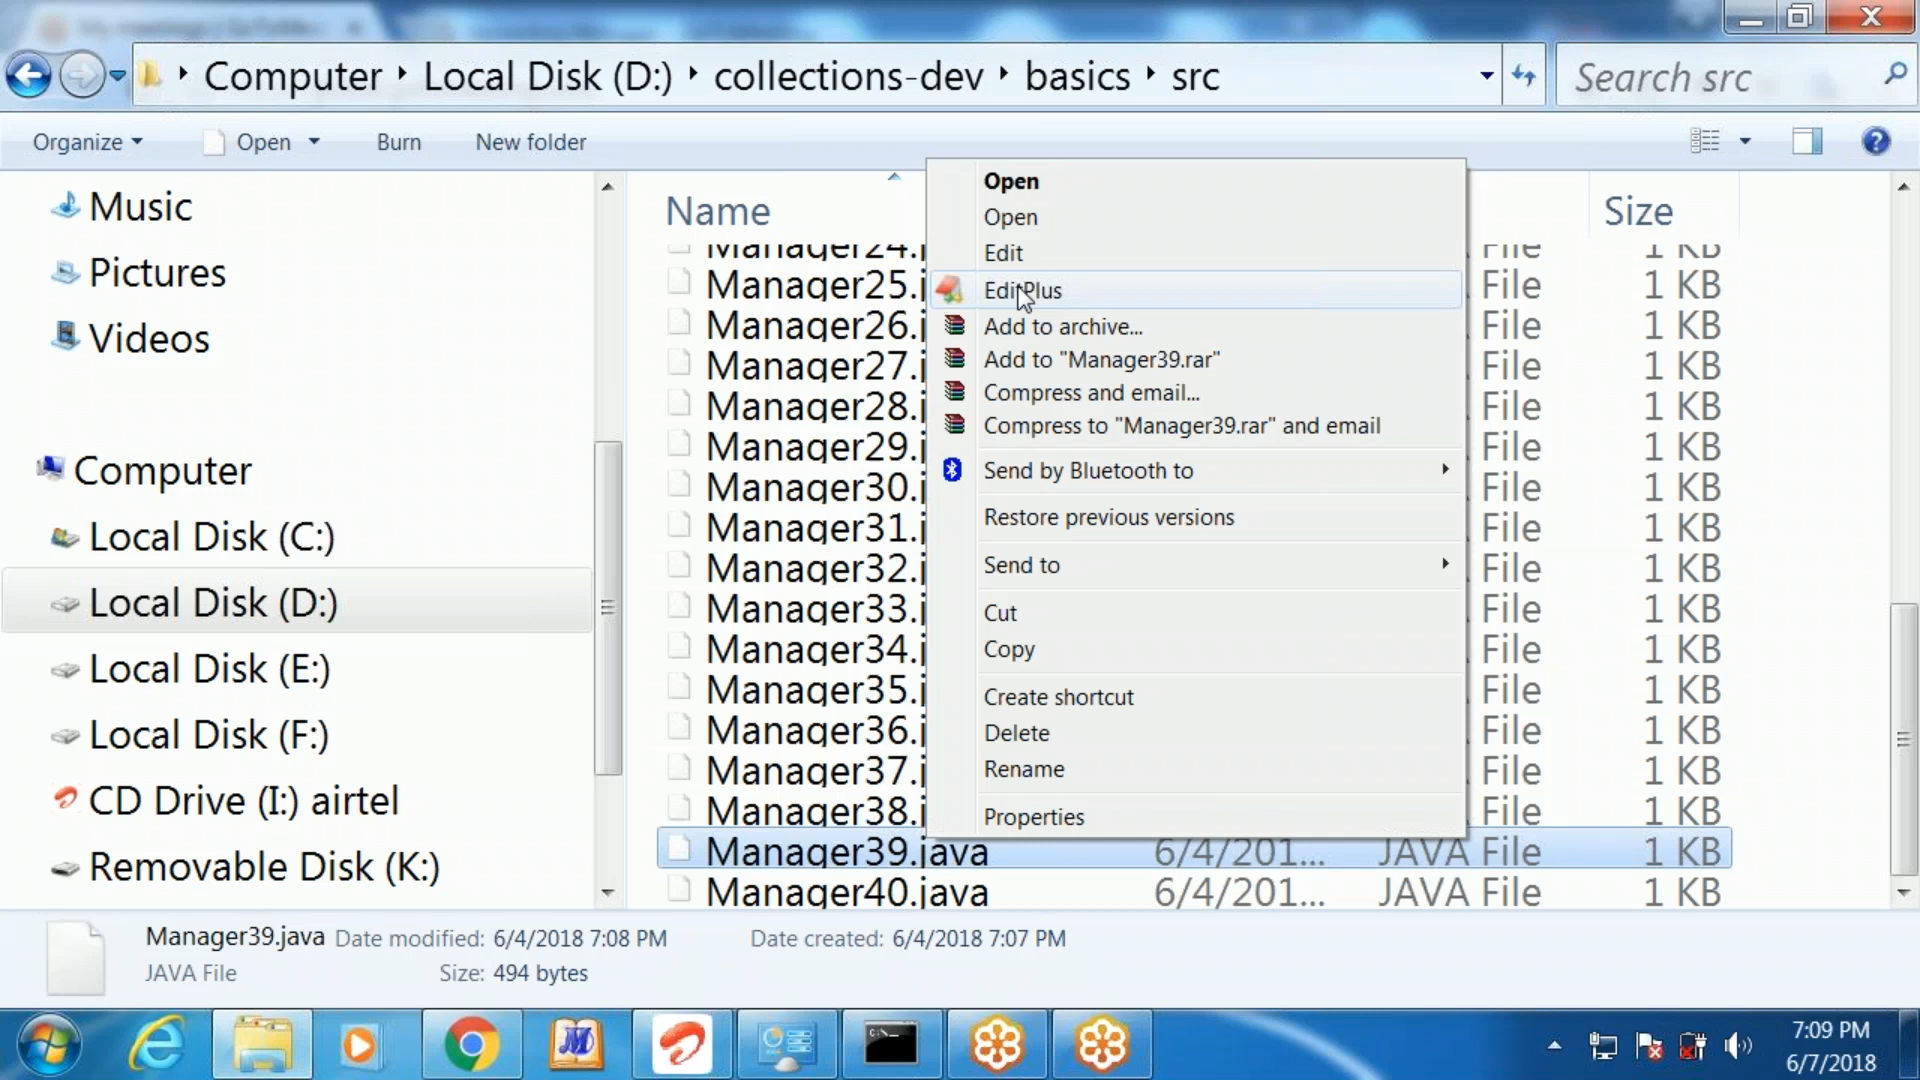 Computer Local Disk (D:) collections-dev basics src
Search src
Organize Open Burn New folder
Music
Pictures
Videos
Computer
Local Disk (C:)
Local Disk (D:)
Local Disk (E:)
Local Disk (F:)
CD Drive (I:) airtel
Removable Disk (K:)
Name Size
Manager24. File 1 KB
Manager25.j File 1 KB
Manager26.j File 1 KB
Manager27.j File 1 KB
Manager28.j File 1 KB
Manager29.j File 1 KB
Manager30.j File 1 KB
Manager31.j File 1 KB
Manager32.j File 1 KB
Manager33.j File 1 KB
Manager34.j File 1 KB
Manager35.j File 1 KB
Manager36.j File 1 KB
Manager37.j File 1 KB
Manager38.j File 1 KB
Manager39.java 6/4/201... JAVA File 1 KB
Manager40.java 6/4/201... JAVA File 1 KB
Open
Open
Edit
EditPlus
Add to archive...
Add to "Manager39.rar"
Compress and email...
Compress to "Manager39.rar" and email
Send by Bluetooth to
Restore previous versions
Send to
Cut
Copy
Create shortcut
Delete
Rename
Properties
Manager39.java Date modified: 6/4/2018 7:08 PM Date created: 6/4/2018 7:07 PM
JAVA File Size: 494 bytes
7:09 PM
6/7/2018